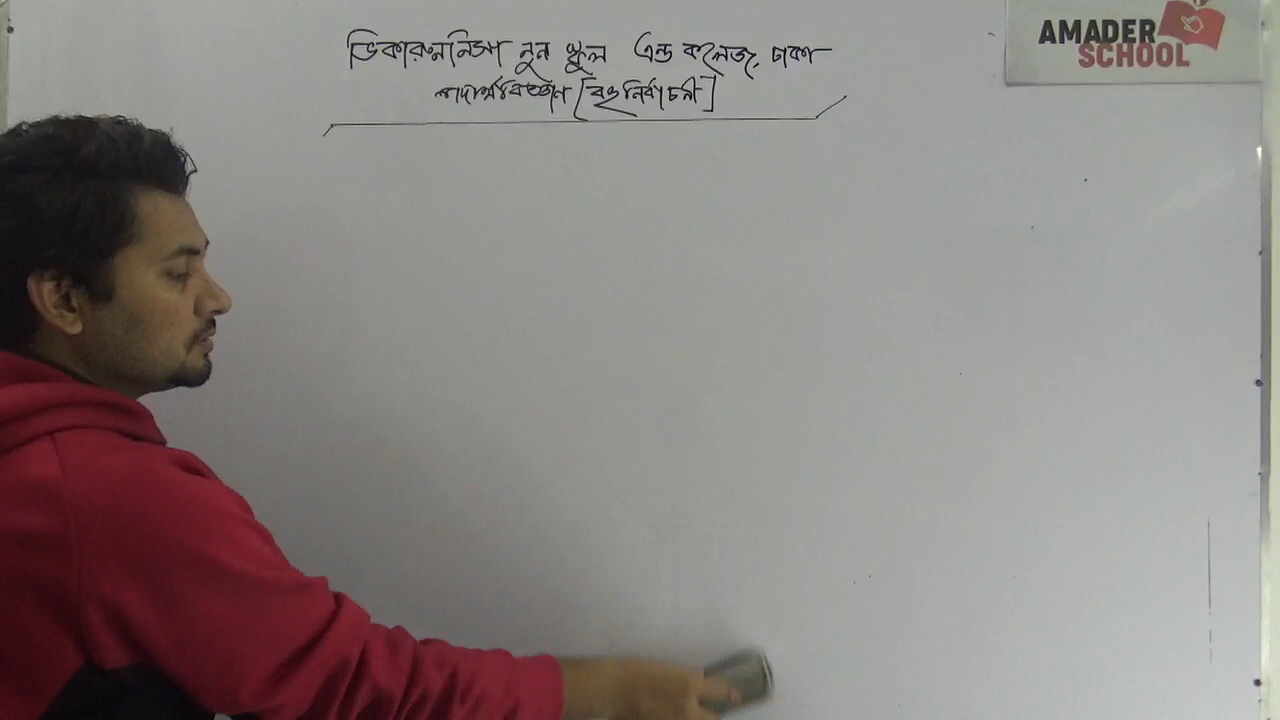 ভিকারুননিসা নুন স্কুল এন্ড কলেজ, ঢাকা
পদার্থবিজ্ঞান [বহুনির্বাচনী]
AMADER
SCHOOL